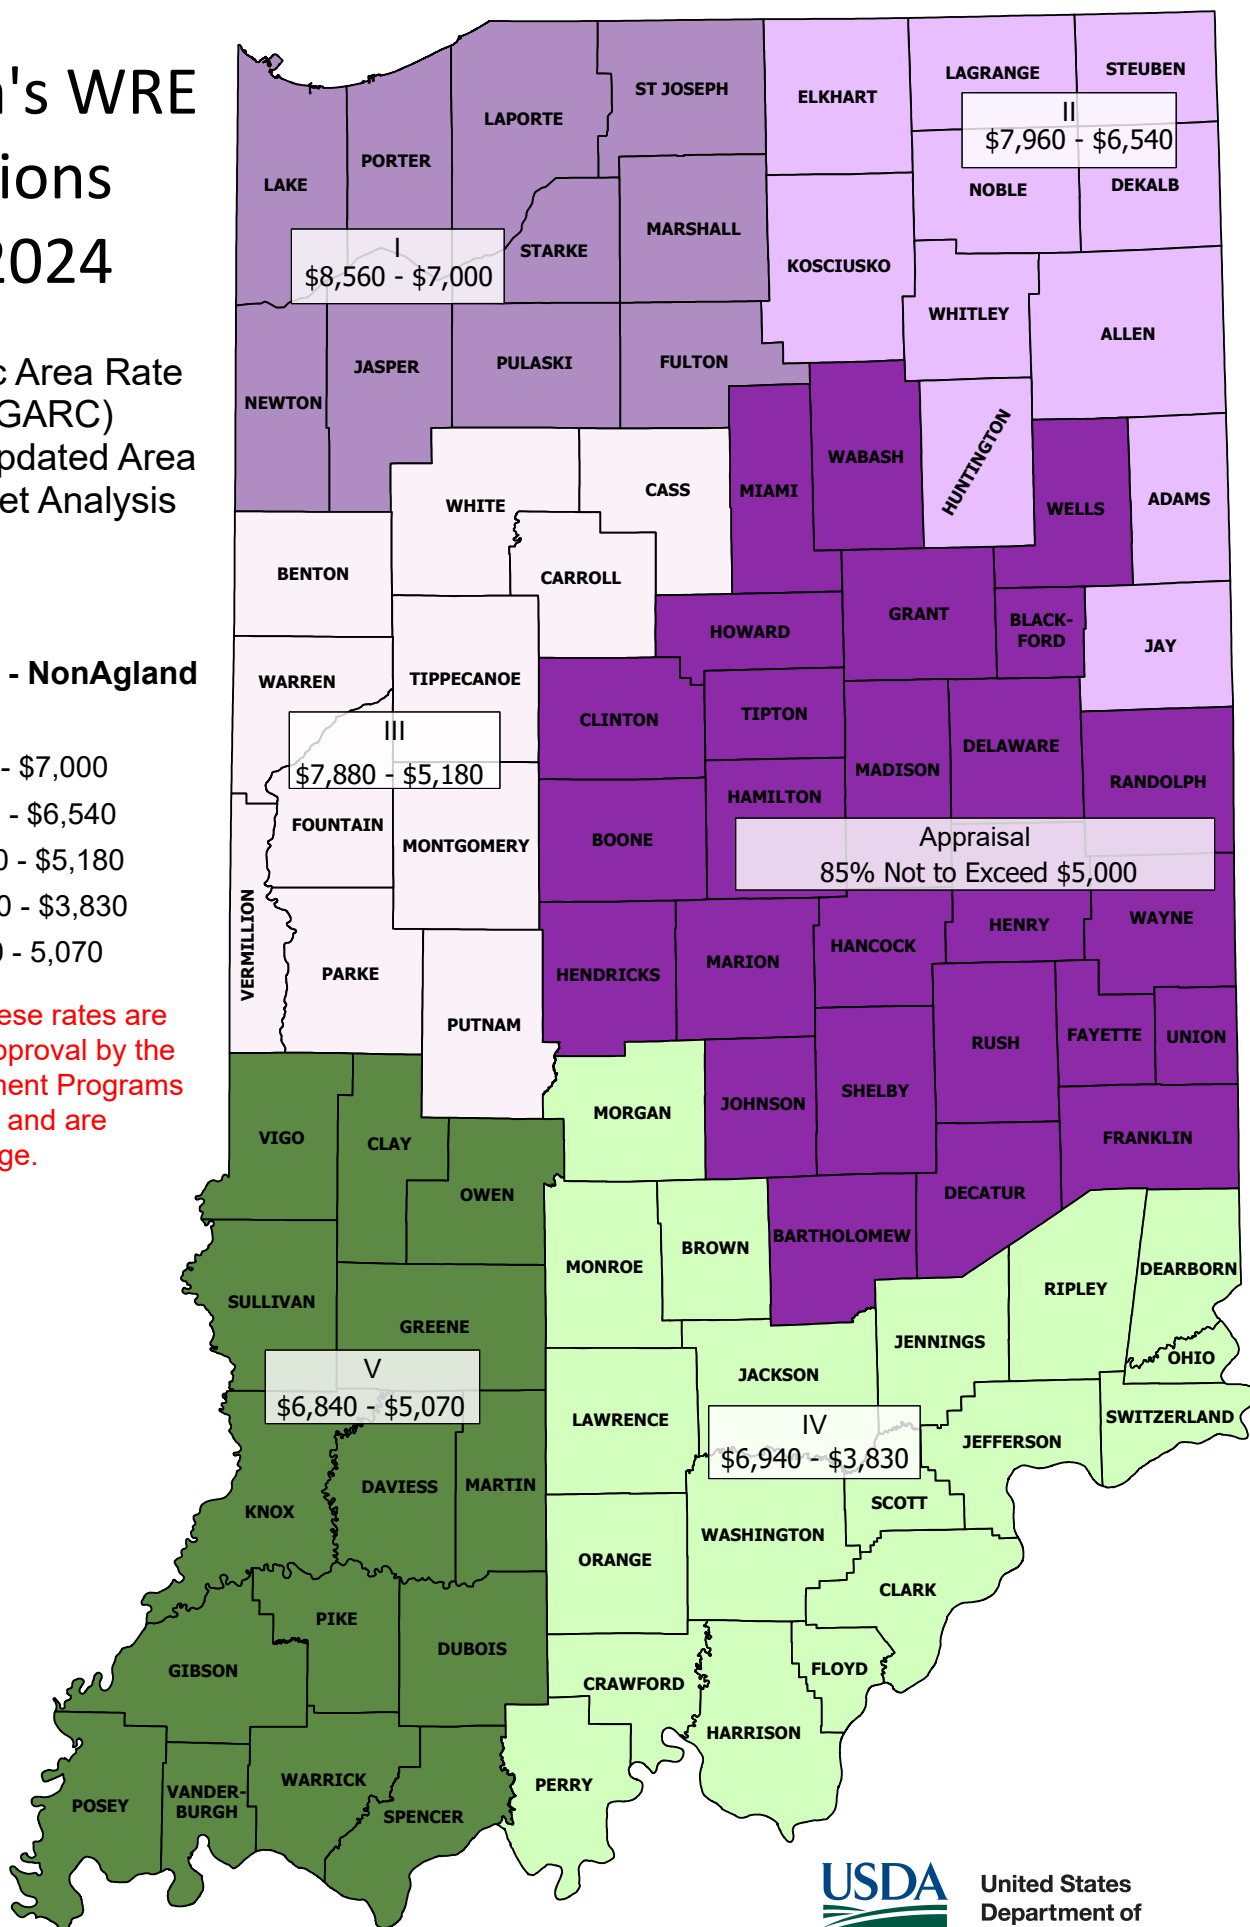 n's WRE
ions
2024
c Area Rate
GARC)
pdated Area
et Analysis
- NonAgland
- $7,000
- $6,540
0 - $5,180
0 - $3,830
0 - 5,070
ese rates are
pproval by the
ment Programs
and are
ge.
LAKE
PORTER
LAPORTE
ST JOSEPH
ELKHART
LAGRANGE
STEUBEN
II
$7,960 - $6,540
NOBLE
DEKALB
STARKE
MARSHALL
I
$8,560 - $7,000
KOSCIUSKO
WHITLEY
ALLEN
NEWTON
JASPER
PULASKI
FULTON
WHITE
CASS
MIAMI
WABASH
HUNTINGTON
WELLS
ADAMS
BENTON
CARROLL
HOWARD
GRANT
BLACK-
FORD
JAY
WARREN
TIPPECANOE
CLINTON
TIPTON
MADISON
DELAWARE
RANDOLPH
III
$7,880 - $5,180
FOUNTAIN
MONTGOMERY
BOONE
HAMILTON
Appraisal
85% Not to Exceed $5,000
VERMILLION
PARKE
PUTNAM
HENDRICKS
MARION
HANCOCK
HENRY
WAYNE
RUSH
FAYETTE
UNION
VIGO
CLAY
OWEN
MORGAN
JOHNSON
SHELBY
FRANKLIN
DECATUR
SULLIVAN
GREENE
MONROE
BROWN
BARTHOLOMEW
RIPLEY
DEARBORN
JENNINGS
OHIO
V
$6,840 - $5,070
JACKSON
LAWRENCE
IV
$6,940 - $3,830
JEFFERSON
SWITZERLAND
KNOX
DAVIESS
MARTIN
SCOTT
WASHINGTON
ORANGE
CLARK
PIKE
GIBSON
DUBOIS
CRAWFORD
FLOYD
HARRISON
POSEY
VANDER-
BURGH
WARRICK
SPENCER
PERRY
USDA
United States
Department of